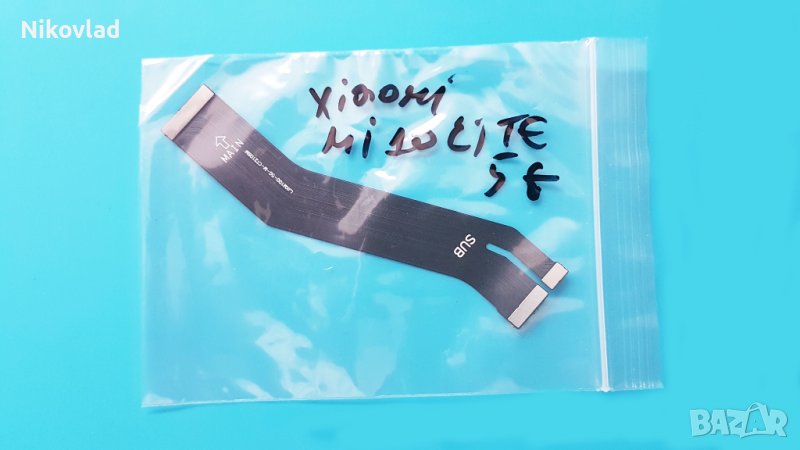 Nikovlad
xiaomi
Mi 10 LiTE
5G
MAIN
SUB
BAZAR